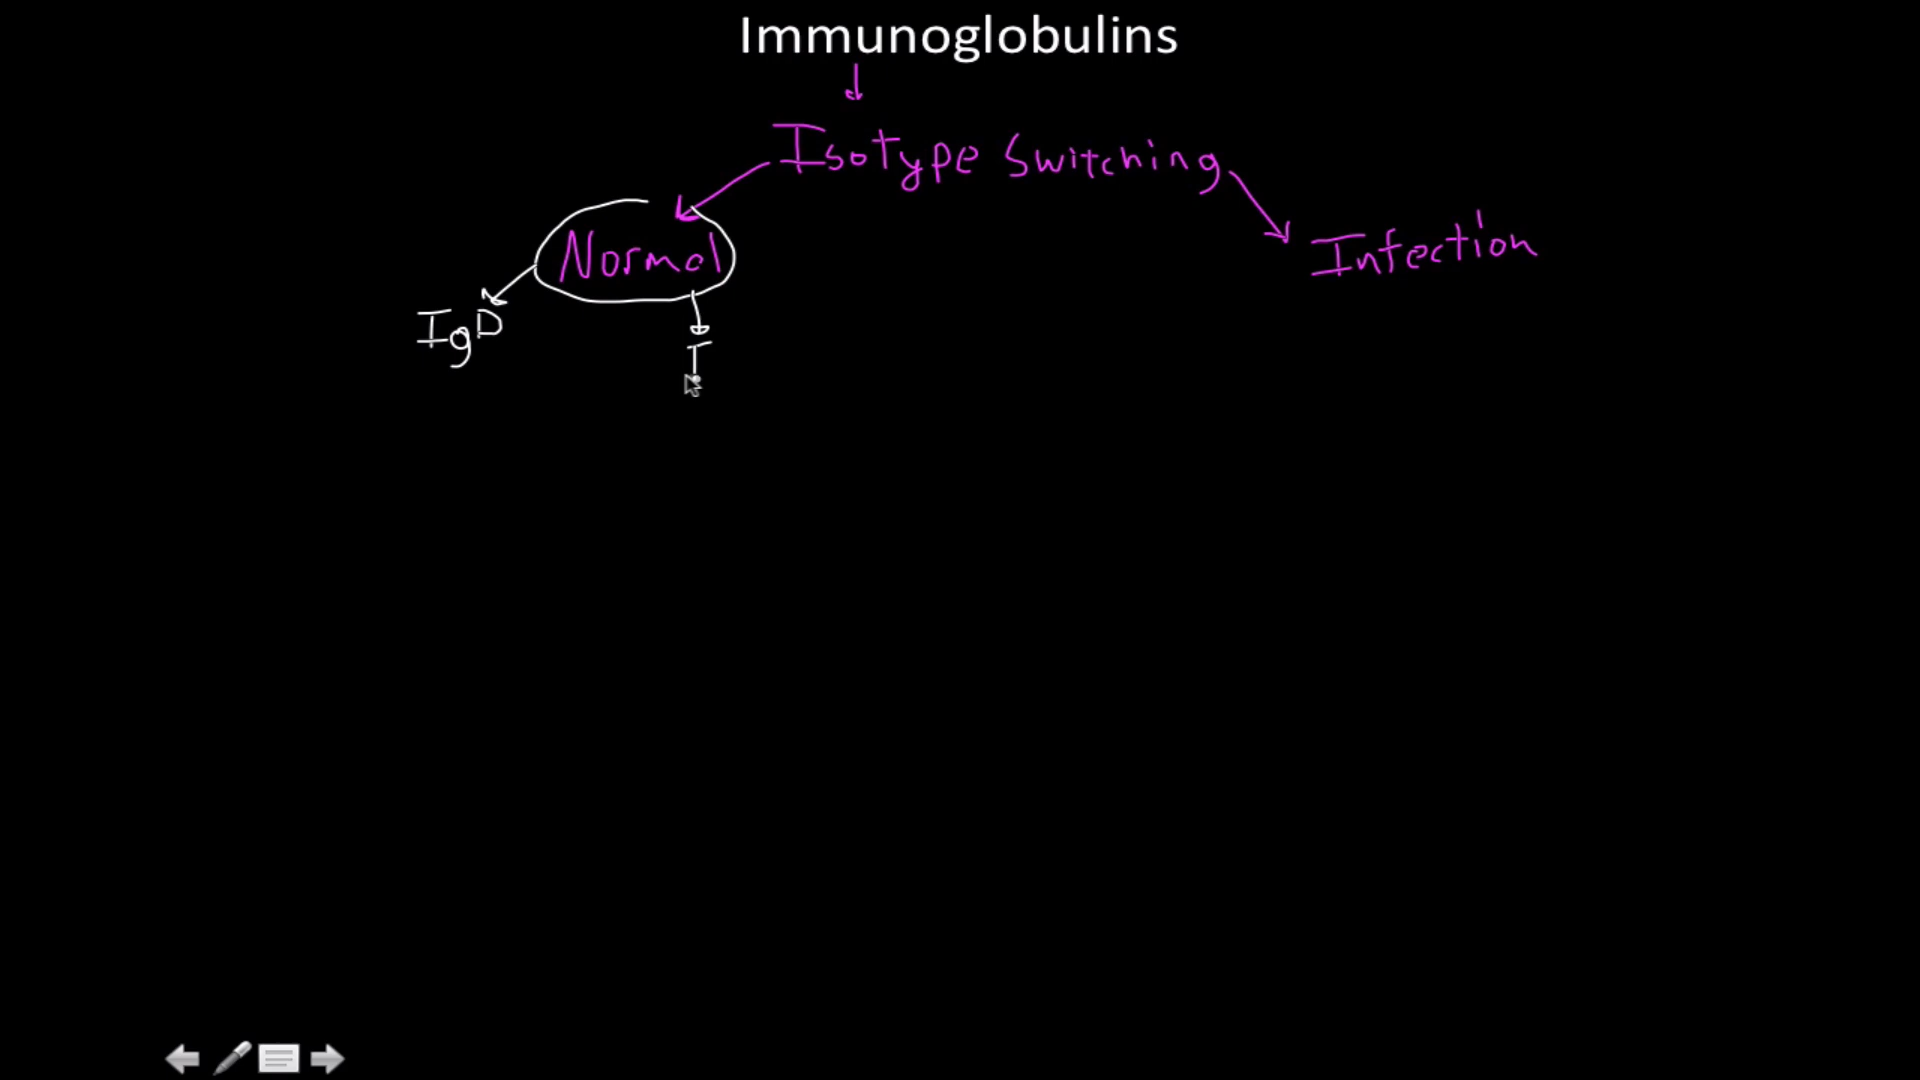 Immunoglobulins
Isotype Switching
Normal
Infection
IgD
I